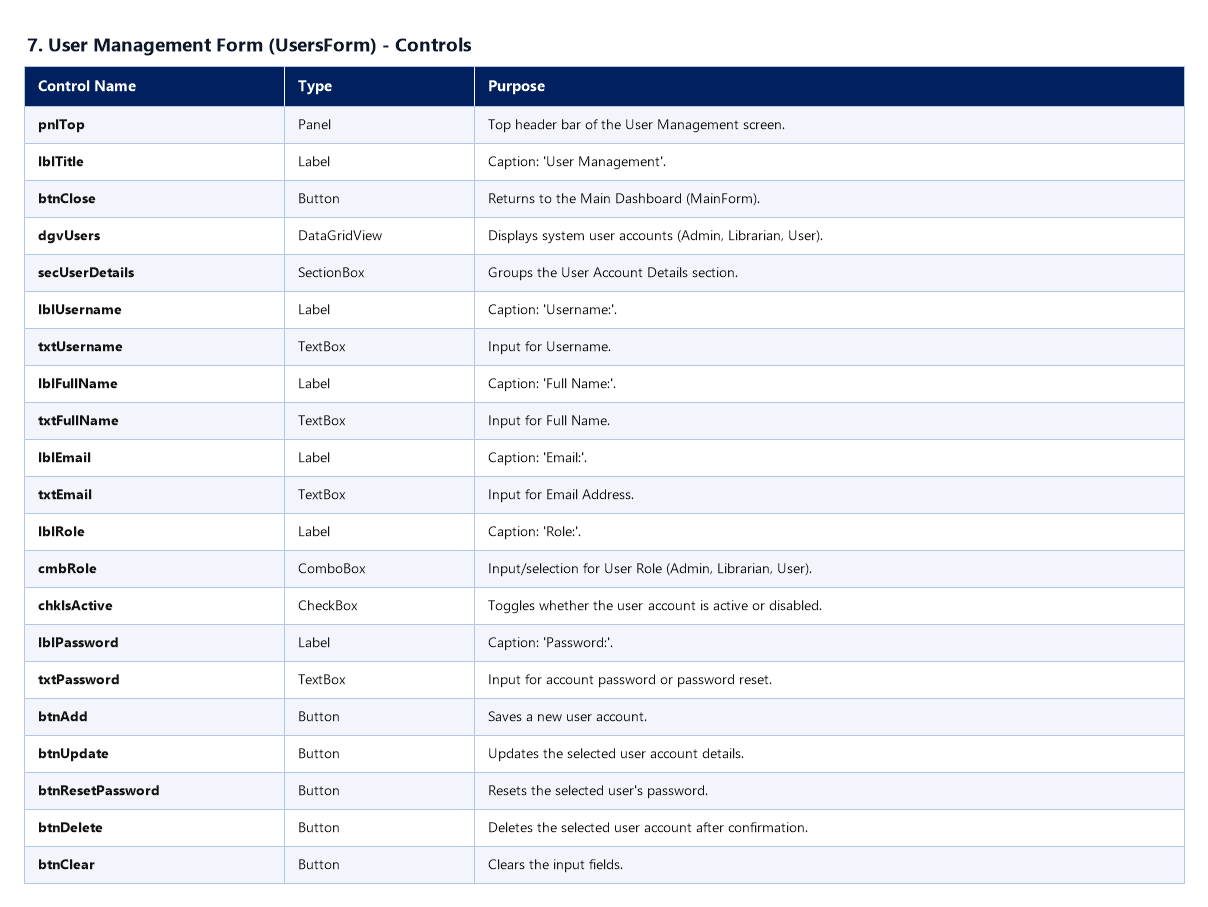 7. User Management Form (UsersForm) - Controls
Control Name Type Purpose
pnlTop Panel Top header bar of the User Management screen.
lblTitle Label Caption: 'User Management'.
btnClose Button Returns to the Main Dashboard (MainForm).
dgvUsers DataGridView Displays system user accounts (Admin, Librarian, User).
secUserDetails SectionBox Groups the User Account Details section.
lblUsername Label Caption: 'Username:'.
txtUsername TextBox Input for Username.
lblFullName Label Caption: 'Full Name:'.
txtFullName TextBox Input for Full Name.
lblEmail Label Caption: 'Email:'.
txtEmail TextBox Input for Email Address.
lblRole Label Caption: 'Role:'.
cmbRole ComboBox Input/selection for User Role (Admin, Librarian, User).
chkIsActive CheckBox Toggles whether the user account is active or disabled.
lblPassword Label Caption: 'Password:'.
txtPassword TextBox Input for account password or password reset.
btnAdd Button Saves a new user account.
btnUpdate Button Updates the selected user account details.
btnResetPassword Button Resets the selected user's password.
btnDelete Button Deletes the selected user account after confirmation.
btnClear Button Clears the input fields.